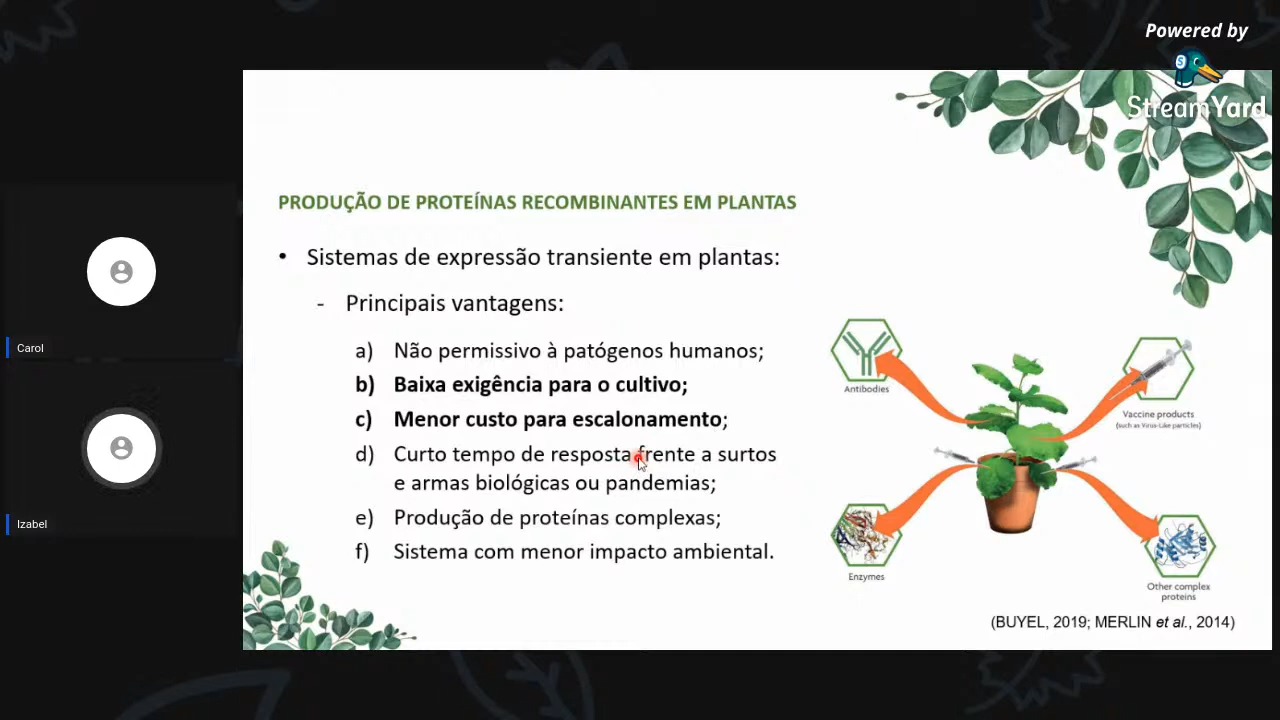 Powered by
StreamYard
PRODUÇÃO DE PROTEÍNAS RECOMBINANTES EM PLANTAS
• Sistemas de expressão transiente em plantas:
- Principais vantagens:
a) Não permissivo à patógenos humanos;
b) Baixa exigência para o cultivo;
c) Menor custo para escalonamento;
d) Curto tempo de resposta frente a surtos
e armas biológicas ou pandemias;
e) Produção de proteínas complexas;
f) Sistema com menor impacto ambiental.
Antibodies
Vaccine products
(such as Virus-Like particles)
Enzymes
Other complex
proteins
(BUYEL, 2019; MERLIN et al., 2014)
Carol
Izabel